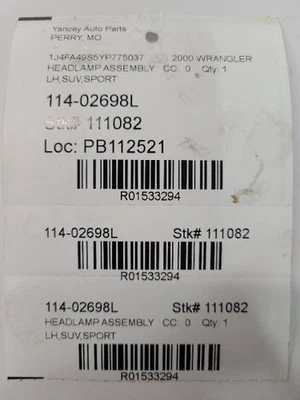 Yancey Auto Parts
PERRY, MO
1J4FA49S5YP775037 2000 WRANGLER
HEADLAMP ASSEMBLY CC: 0 Qty: 1
LH,SUV,SPORT
114-02698L
Stk# 111082
Loc: PB112521
R01533294
114-02698L Stk# 111082
R01533294
114-02698L Stk# 111082
HEADLAMP ASSEMBLY CC: 0 Qty: 1
LH,SUV,SPORT
R01533294